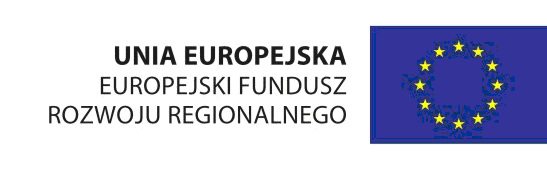 UNIA EUROPEJSKA
EUROPEJSKI FUNDUSZ
ROZWOJU REGIONALNEGO